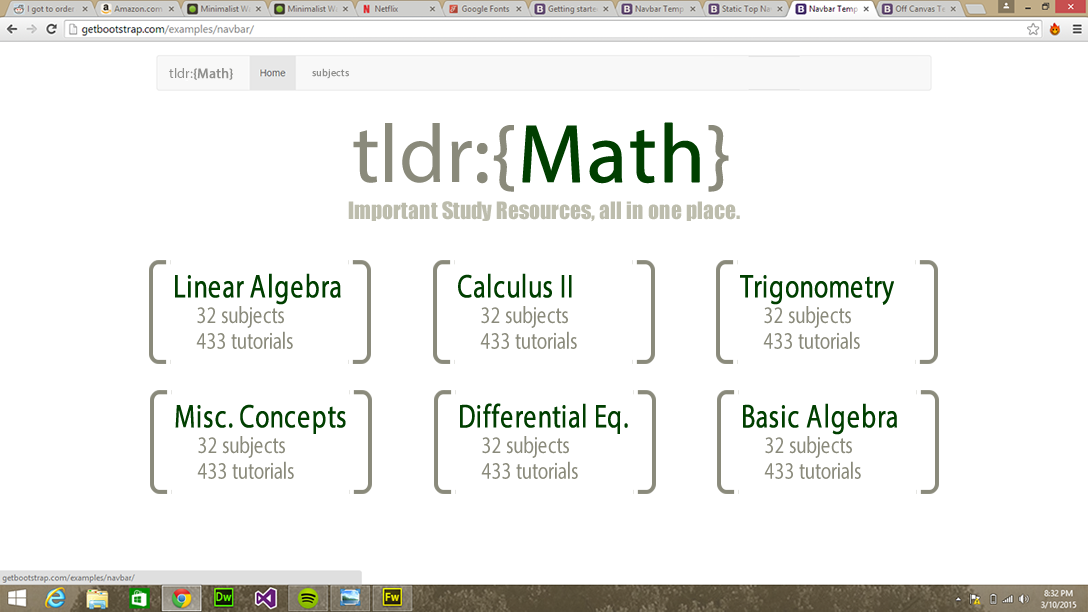 I got to order
Amazon.com
Minimalist W
Minimalist W
Netflix
Google Fonts
Getting starte
Navbar Temp
Static Top Na
Navbar Temp
Off Canvas Te
getbootstrap.com/examples/navbar/
tldr:{Math}
Home
subjects
tldr:{Math}
Important Study Resources, all in one place.
Linear Algebra
32 subjects
433 tutorials
Calculus II
32 subjects
433 tutorials
Trigonometry
32 subjects
433 tutorials
Misc. Concepts
32 subjects
433 tutorials
Differential Eq.
32 subjects
433 tutorials
Basic Algebra
32 subjects
433 tutorials
getbootstrap.com/examples/navbar/
Dw
Fw
8:32 PM
3/10/2015